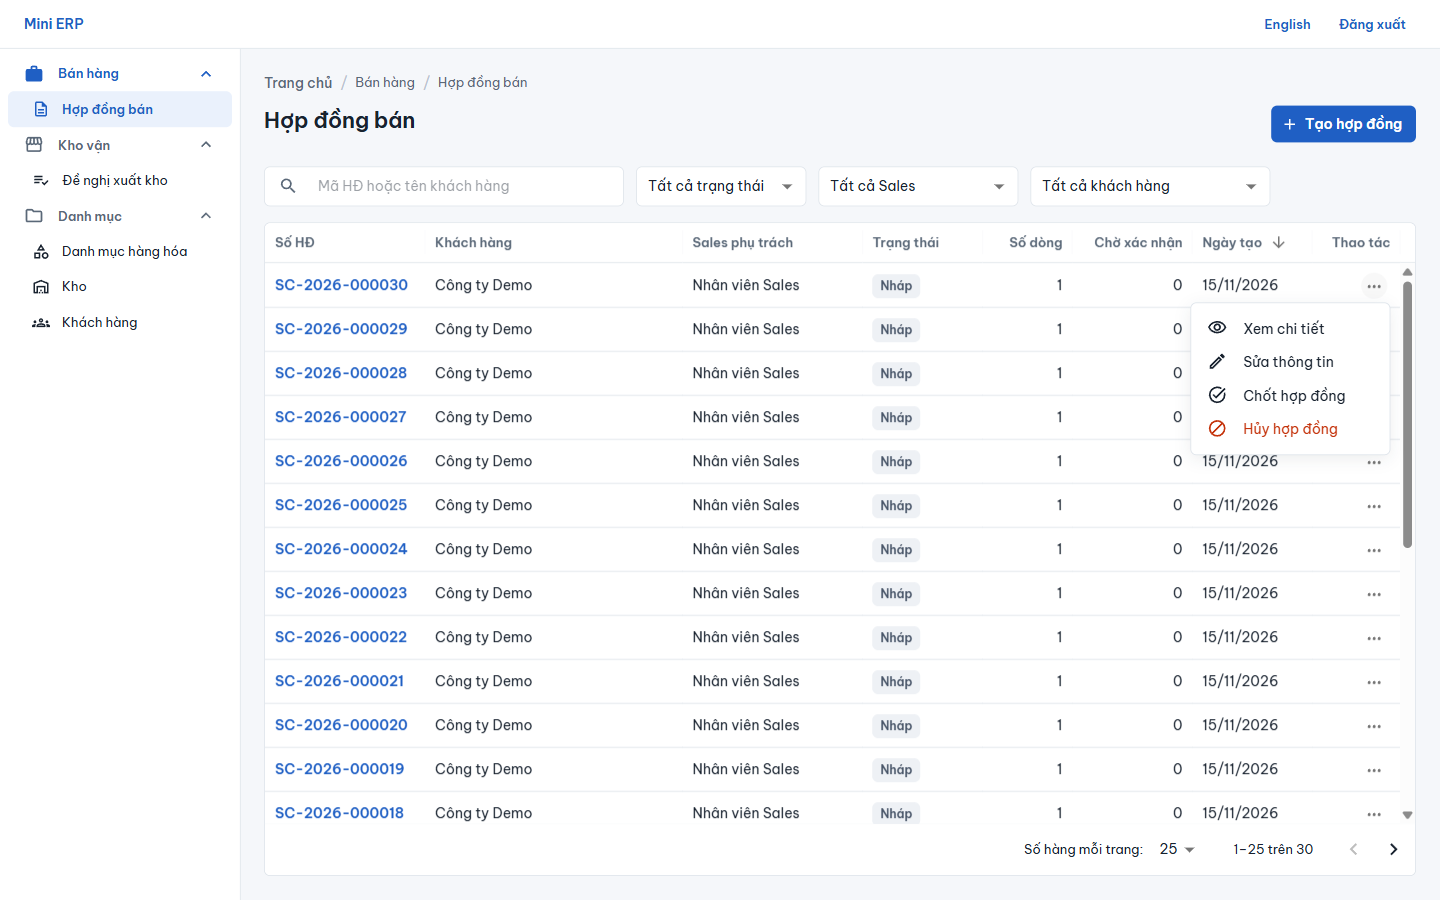 Mini ERP
English Đăng xuất
Bán hàng
Hợp đồng bán
Kho vận
Đề nghị xuất kho
Danh mục
Danh mục hàng hóa
Kho
Khách hàng
Trang chủ / Bán hàng / Hợp đồng bán
Hợp đồng bán
+ Tạo hợp đồng
Mã HĐ hoặc tên khách hàng Tất cả trạng thái Tất cả Sales Tất cả khách hàng
Số HĐ Khách hàng Sales phụ trách Trạng thái Số dòng Chờ xác nhận Ngày tạo Thao tác
SC-2026-000030 Công ty Demo Nhân viên Sales Nháp 1 0 15/11/2026
SC-2026-000029 Công ty Demo Nhân viên Sales Nháp 1 0
SC-2026-000028 Công ty Demo Nhân viên Sales Nháp 1 0
SC-2026-000027 Công ty Demo Nhân viên Sales Nháp 1 0
Xem chi tiết
Sửa thông tin
Chốt hợp đồng
Hủy hợp đồng
SC-2026-000026 Công ty Demo Nhân viên Sales Nháp 1 0 15/11/2026
SC-2026-000025 Công ty Demo Nhân viên Sales Nháp 1 0 15/11/2026
SC-2026-000024 Công ty Demo Nhân viên Sales Nháp 1 0 15/11/2026
SC-2026-000023 Công ty Demo Nhân viên Sales Nháp 1 0 15/11/2026
SC-2026-000022 Công ty Demo Nhân viên Sales Nháp 1 0 15/11/2026
SC-2026-000021 Công ty Demo Nhân viên Sales Nháp 1 0 15/11/2026
SC-2026-000020 Công ty Demo Nhân viên Sales Nháp 1 0 15/11/2026
SC-2026-000019 Công ty Demo Nhân viên Sales Nháp 1 0 15/11/2026
SC-2026-000018 Công ty Demo Nhân viên Sales Nháp 1 0 15/11/2026
Số hàng mỗi trang: 25 1–25 trên 30